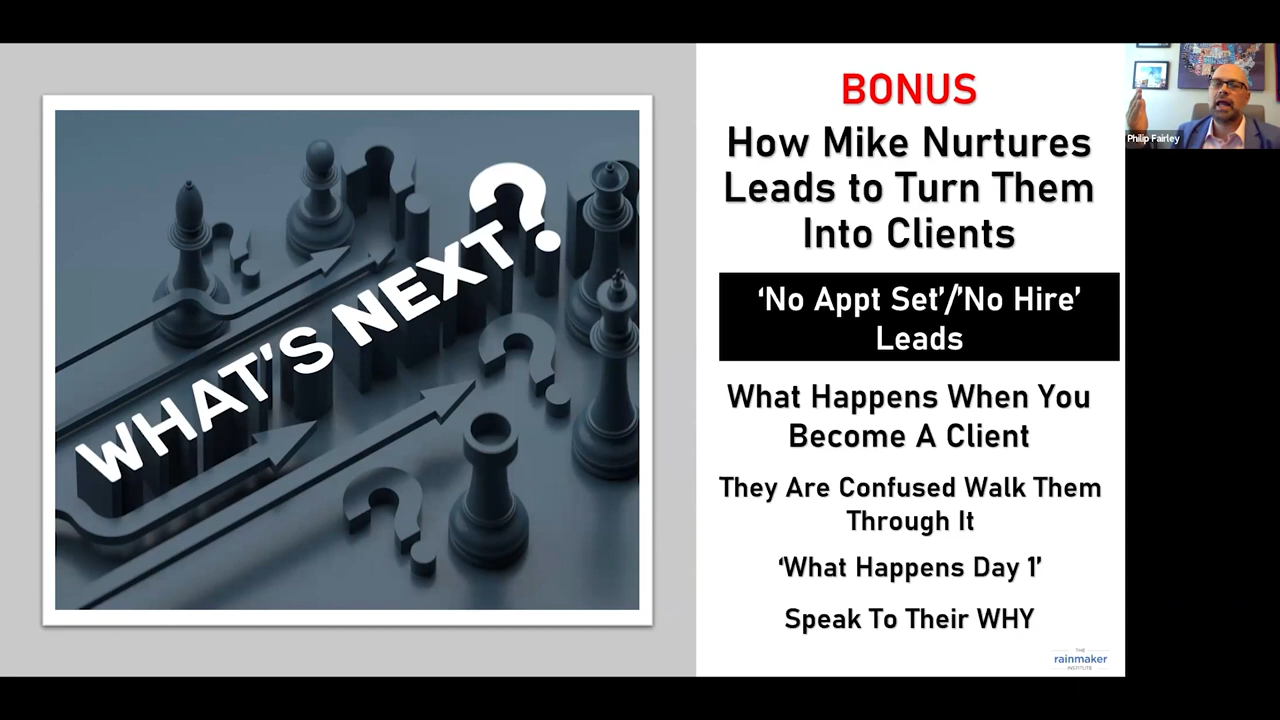 WHAT'S NEXT?
BONUS
How Mike Nurtures
Leads to Turn Them
Into Clients
‘No Appt Set’/’No Hire’
Leads
What Happens When You
Become A Client
They Are Confused Walk Them
Through It
‘What Happens Day 1’
Speak To Their WHY
THE
rainmaker
INSTITUTE
Philip Fairley